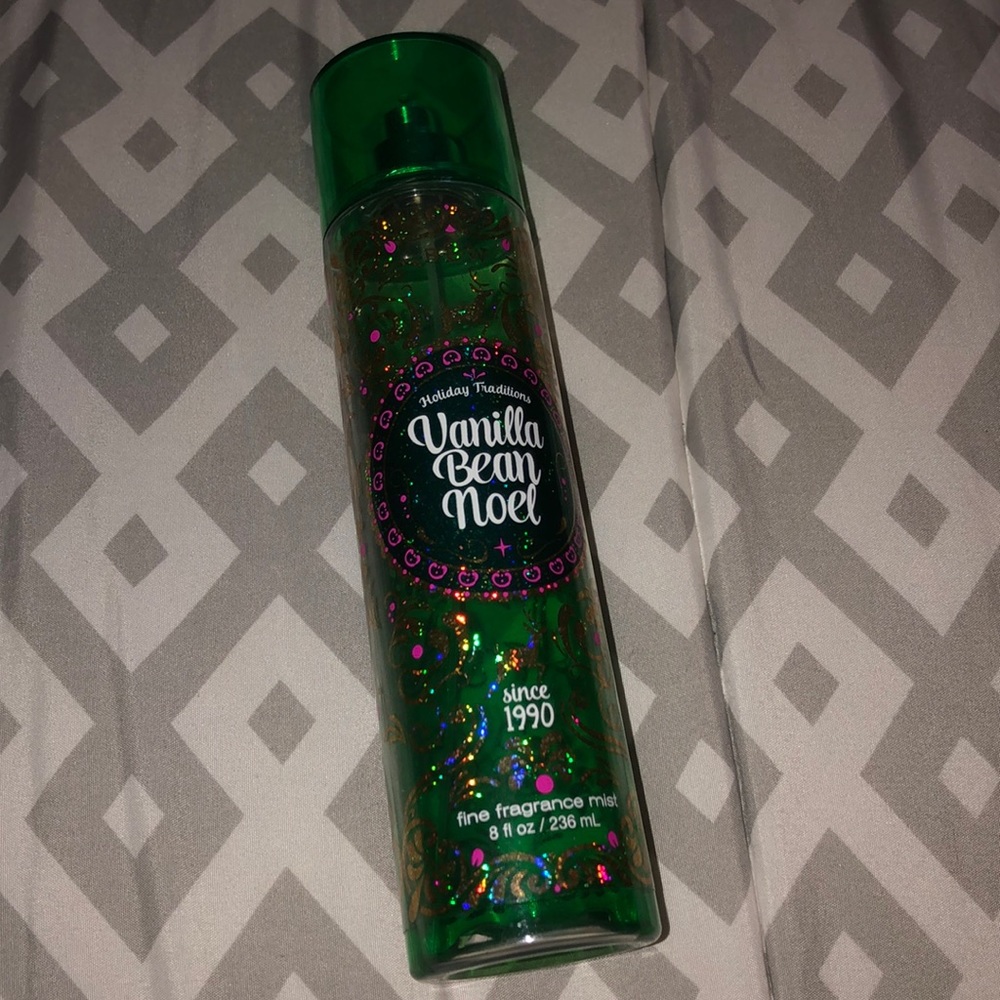 Holiday Traditions
Vanilla
Bean
Noel
since
1990
fine fragrance mist
8 fl oz / 236 mL